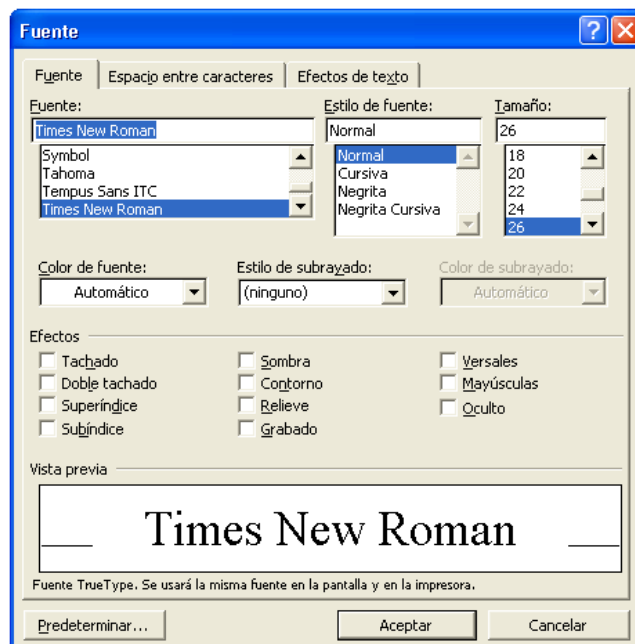 Fuente
Fuente Espacio entre caracteres Efectos de texto
Fuente: Estilo de fuente: Tamaño:
Times New Roman Normal 26
Symbol Normal 18
Tahoma Cursiva 20
Tempus Sans ITC Negrita 22
Times New Roman Negrita Cursiva 24
26
Color de fuente: Estilo de subrayado: Color de subrayado:
Automático (ninguno) Automático
Efectos
Tachado Sombra Versales
Doble tachado Contorno Mayúsculas
Superíndice Relieve Oculto
Subíndice Grabado
Vista previa
Times New Roman
Fuente TrueType. Se usará la misma fuente en la pantalla y en la impresora.
Predeterminar... Aceptar Cancelar